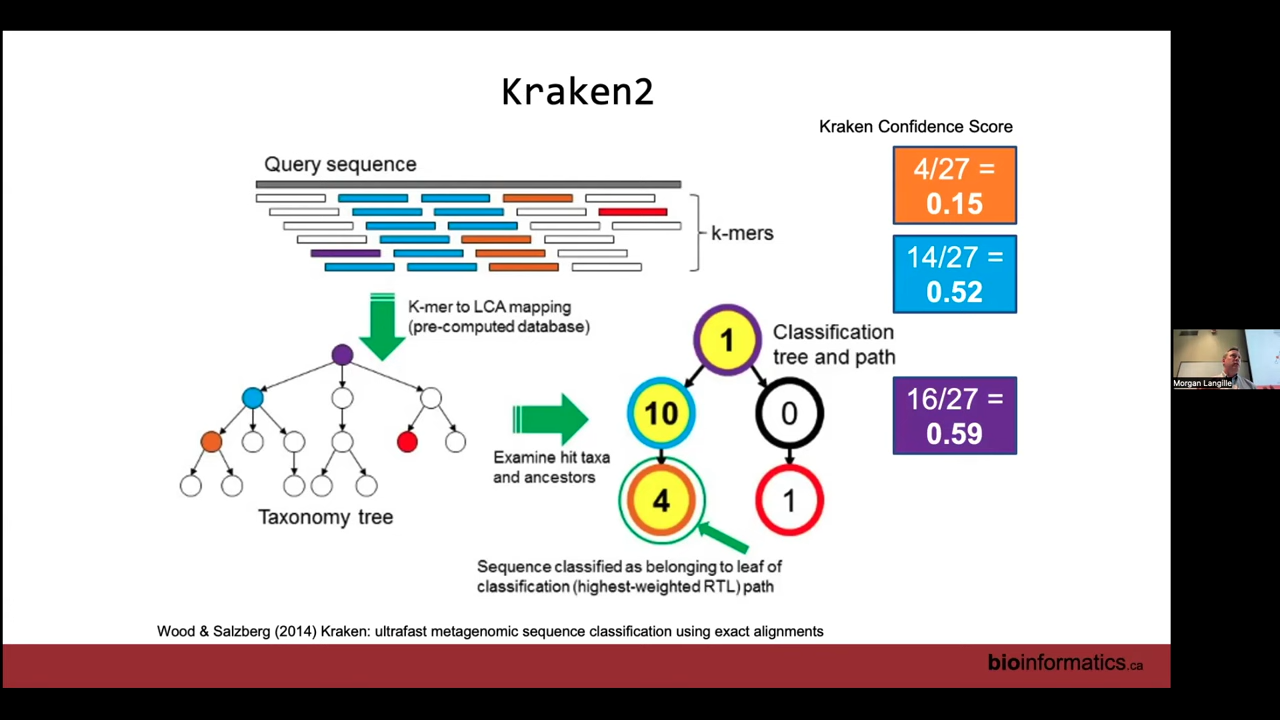 Kraken2
Kraken Confidence Score
Query sequence
k-mers
4/27 =
0.15
14/27 =
0.52
16/27 =
0.59
K-mer to LCA mapping
(pre-computed database)
Taxonomy tree
Examine hit taxa
and ancestors
Classification
tree and path
1
10
0
4
1
Sequence classified as belonging to leaf of
classification (highest-weighted RTL) path
Wood & Salzberg (2014) Kraken: ultrafast metagenomic sequence classification using exact alignments
bioinformatics.ca
Morgan Langille